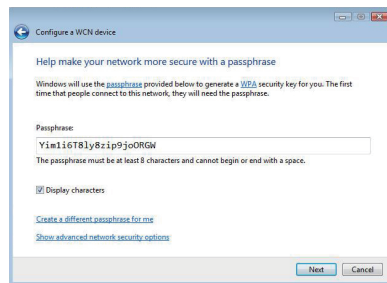 Configure a WCN device
Help make your network more secure with a passphrase
Windows will use the passphrase provided below to generate a WPA security key for you. The first
time that people connect to this network, they will need the passphrase.
Passphrase:
Yim1i6T8ly8zip9joORGW
The passphrase must be at least 8 characters and cannot begin or end with a space.
Display characters
Create a different passphrase for me
Show advanced network security options
Next Cancel